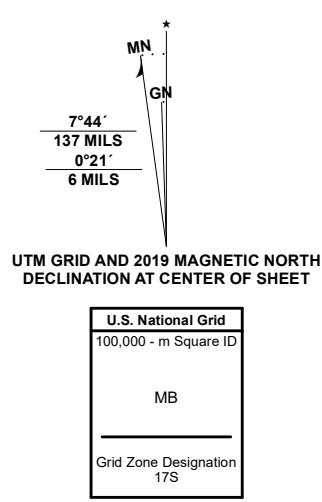 MN
GN
7°44´
137 MILS
0°21´
6 MILS
UTM GRID AND 2019 MAGNETIC NORTH
DECLINATION AT CENTER OF SHEET
U.S. National Grid
100,000 - m Square ID
MB
Grid Zone Designation
17S